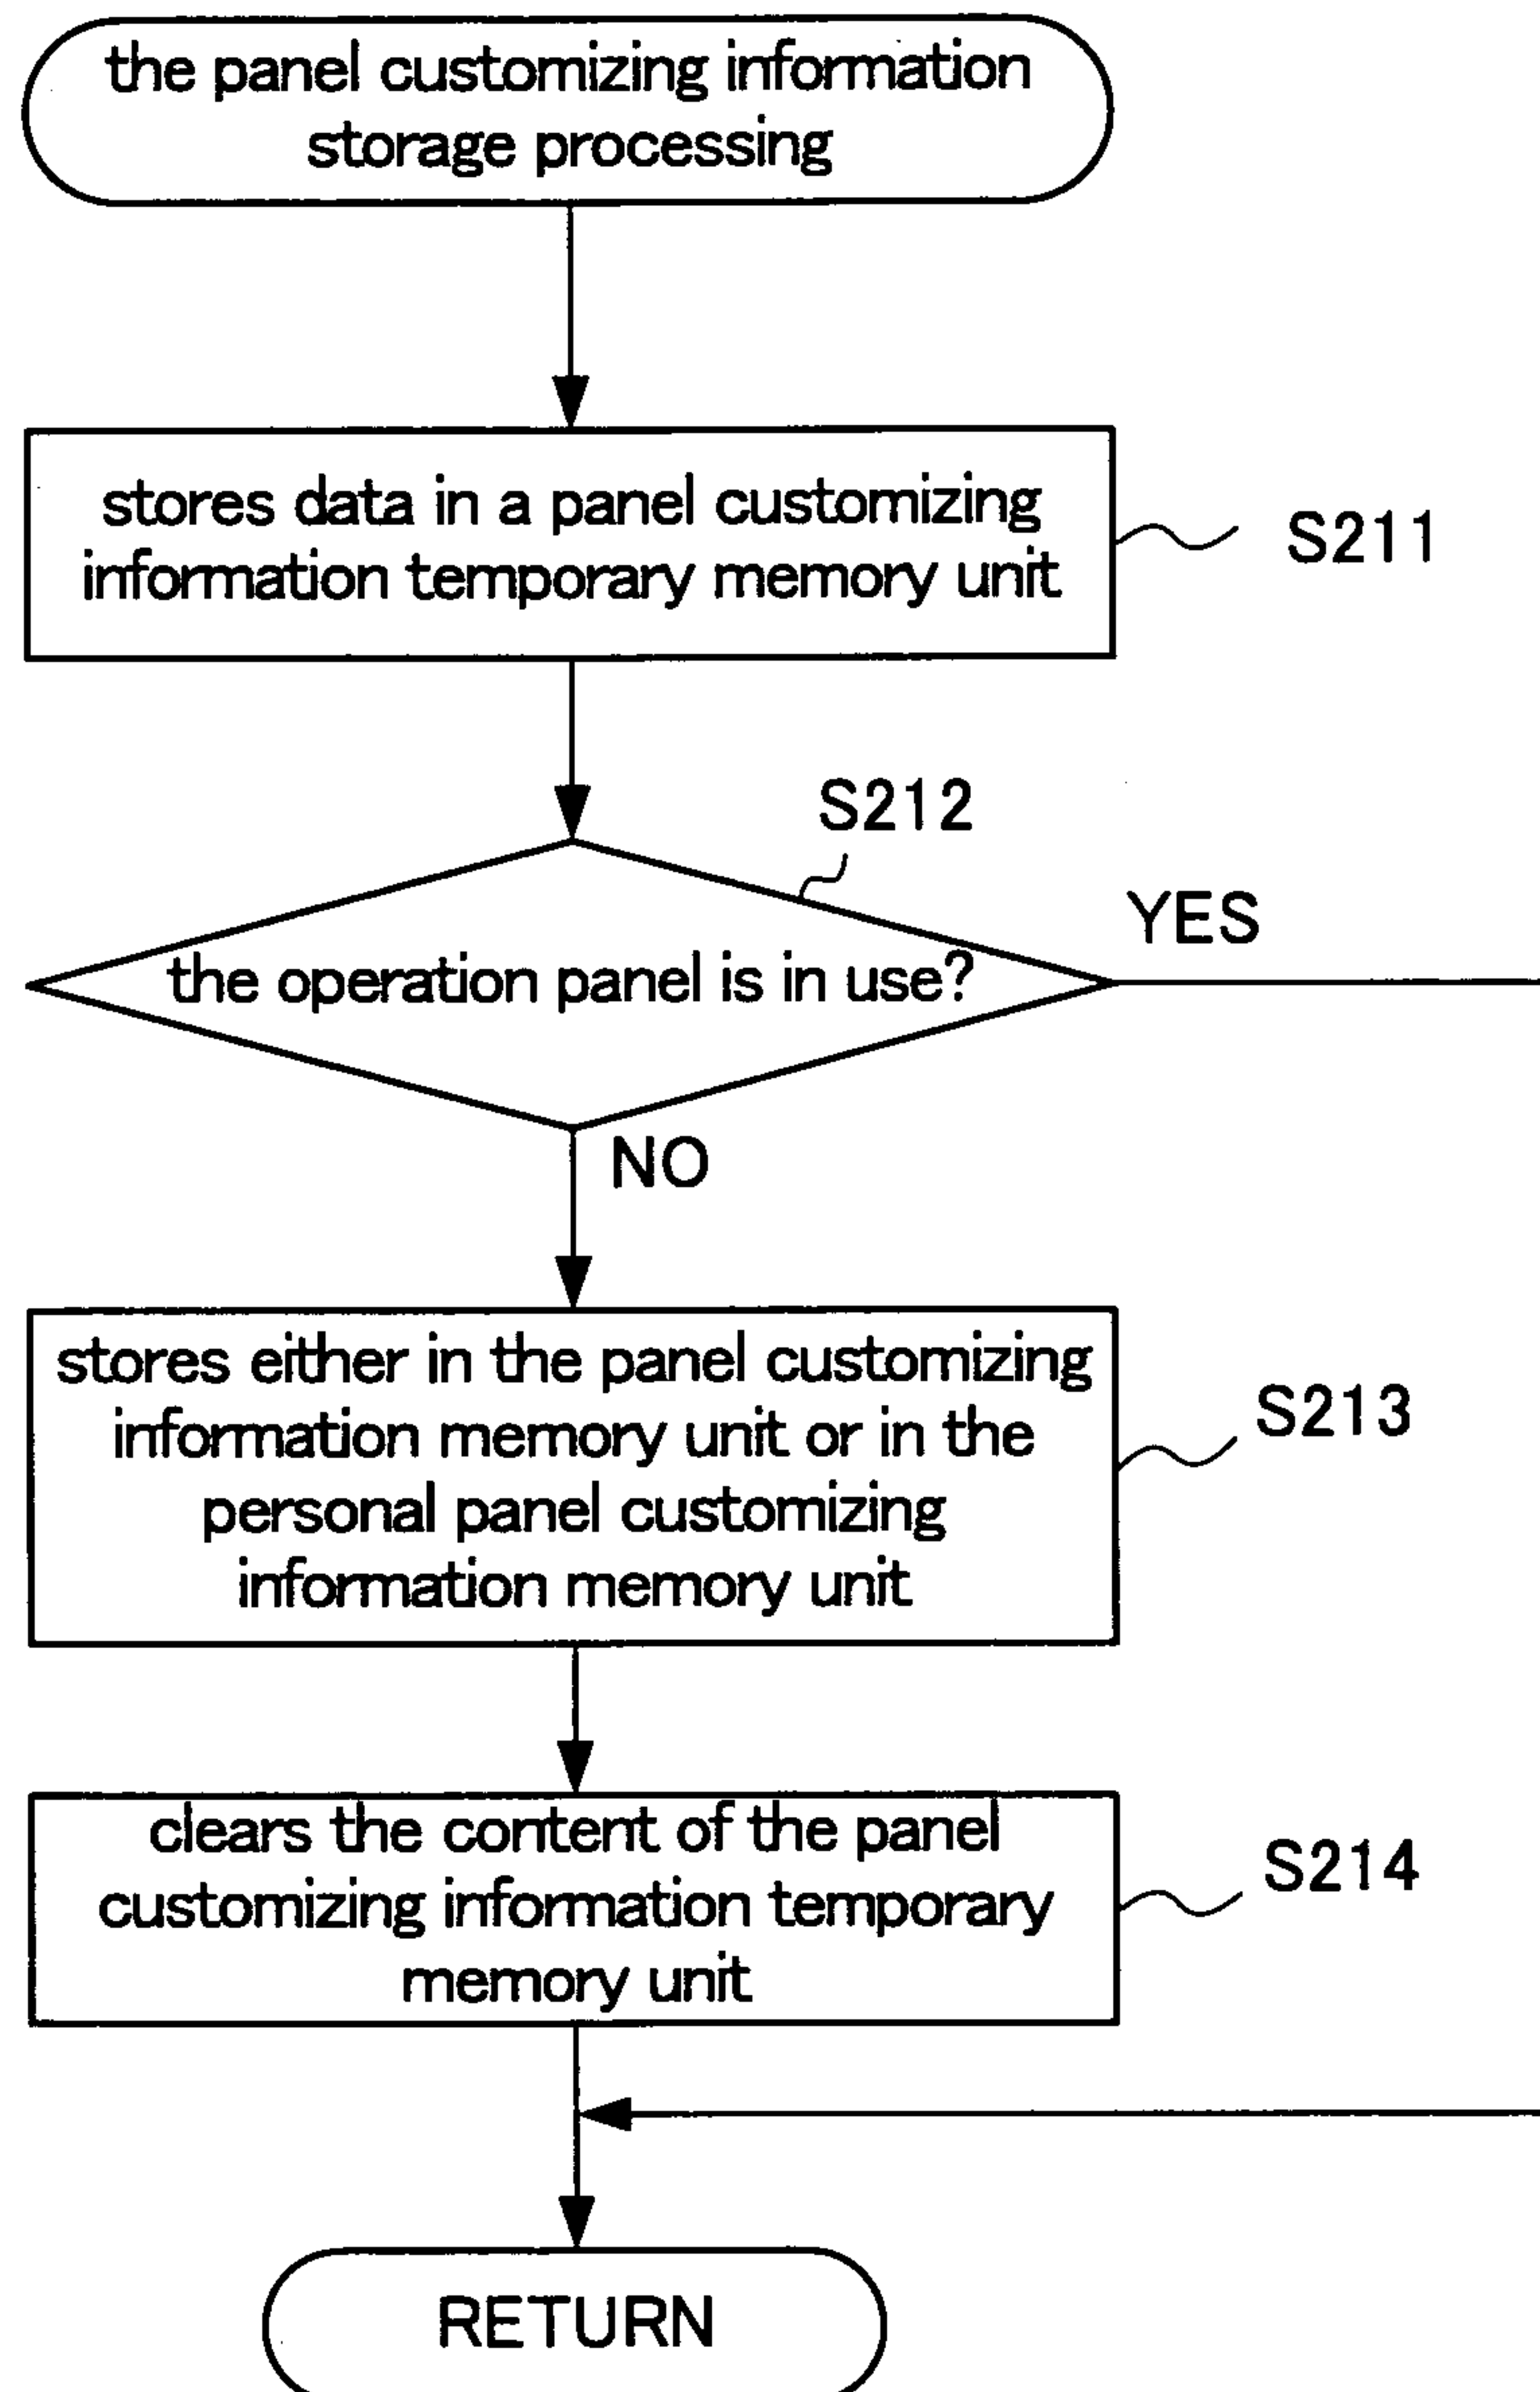 the panel customizing information
storage processing
stores data in a panel customizing
information temporary memory unit
S211
S212
the operation panel is in use?
YES
NO
stores either in the panel customizing
information memory unit or in the
personal panel customizing
information memory unit
S213
clears the content of the panel
customizing information temporary
memory unit
S214
RETURN